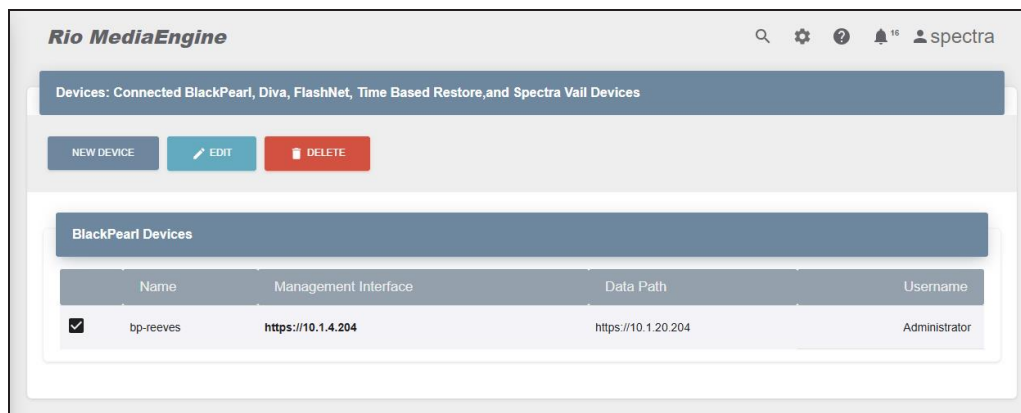 Rio MediaEngine
16 spectra
Devices: Connected BlackPearl, Diva, FlashNet, Time Based Restore,and Spectra Vail Devices
NEW DEVICE EDIT DELETE
BlackPearl Devices
Name Management Interface Data Path Username
bp-reeves https://10.1.4.204 https://10.1.20.204 Administrator